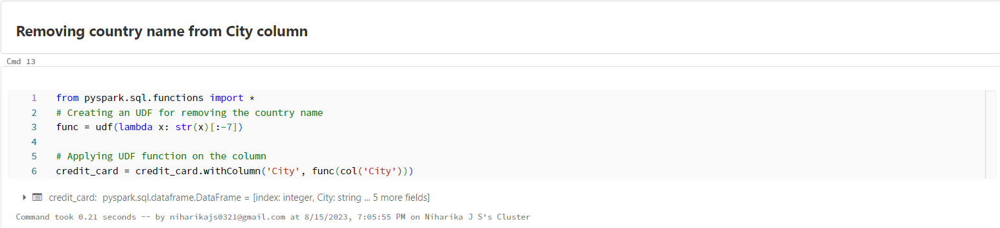 Removing country name from City column
Cmd 13
1 from pyspark.sql.functions import *
2 # Creating an UDF for removing the country name
3 func = udf(lambda x: str(x)[:-7])
4
5 # Applying UDF function on the column
6 credit_card = credit_card.withColumn('City', func(col('City')))
credit_card: pyspark.sql.dataframe.DataFrame = [index: integer, City: string ... 5 more fields]
Command took 0.21 seconds -- by niharikajs0321@gmail.com at 8/15/2023, 7:05:55 PM on Niharika J S's Cluster